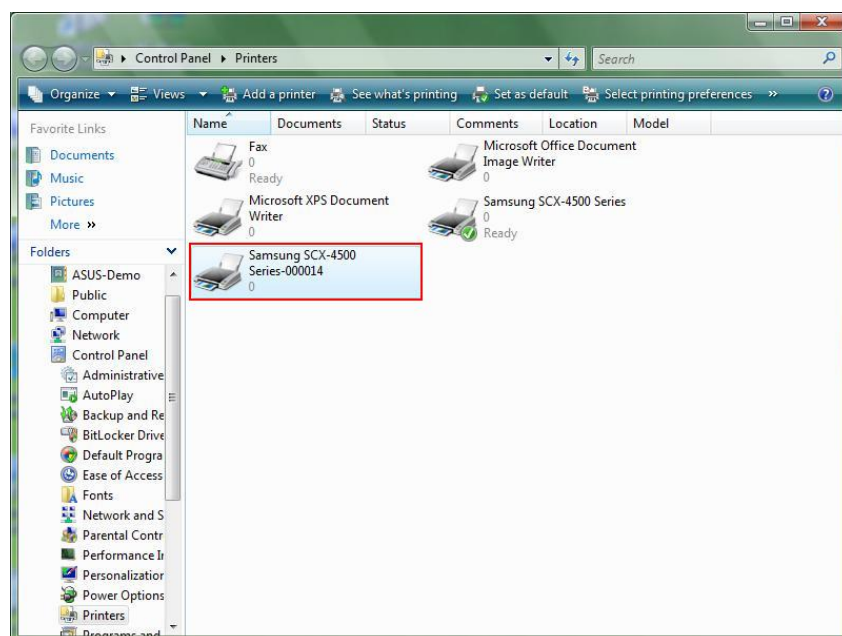 Control Panel Printers
Search
Organize Views Add a printer See what's printing Set as default Select printing preferences »
Favorite Links
Documents
Music
Pictures
More »
Folders
ASUS-Demo
Public
Computer
Network
Control Panel
Administrative
AutoPlay
Backup and Re
BitLocker Drive
Default Progra
Ease of Access
Fonts
Network and S
Parental Contr
Performance Ir
Personalization
Power Options
Printers
Programs and
Name Documents Status Comments Location Model
Fax
0
Ready
Microsoft Office Document
Image Writer
0
Microsoft XPS Document
Writer
0
Samsung SCX-4500 Series
0
Ready
Samsung SCX-4500
Series-000014
0